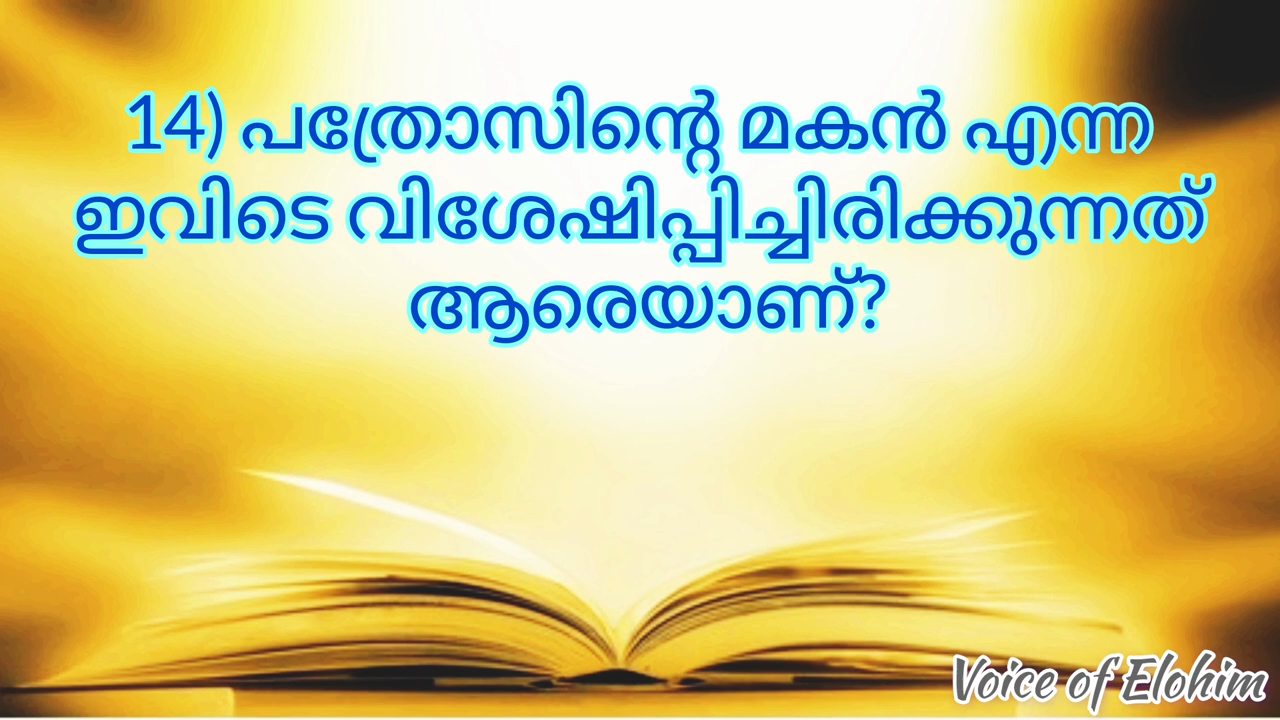 14) പത്രോസിന്റെ മകൻ എന്ന
ഇവിടെ വിശേഷിപ്പിച്ചിരിക്കുന്നത്
ആരെയാണ്?
Voice of Elohim